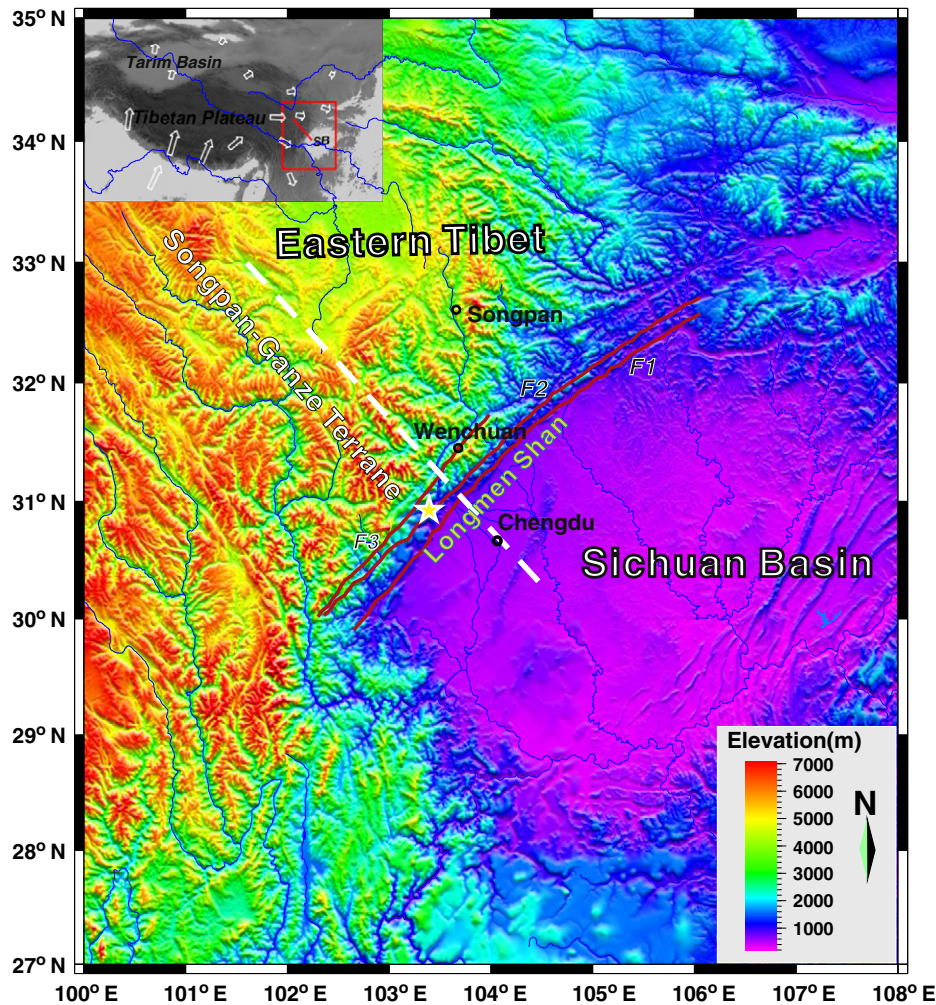 35° N
34° N
33° N
32° N
31° N
30° N
29° N
28° N
27° N
Tarim Basin
Tibetan Plateau
SB
Eastern Tibet
Songpan-Ganze Terrane
Songpan
F2
F1
Wenchuan
Longmen Shan
Chengdu
F3
Sichuan Basin
Elevation(m)
7000
6000
5000
4000
3000
2000
1000
N
100° E
101° E
102° E
103° E
104° E
105° E
106° E
107° E
108° E